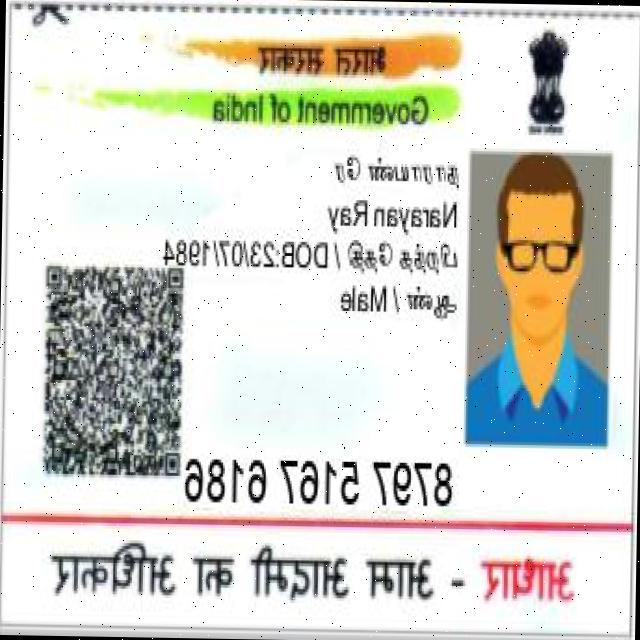 भारत सरकार
Government of India
நாராயண் ரே
Narayan Ray
பிறந்த தேதி / DOB:23/07/1984
ஆண் / Male
8797 5167 6186
आधार - आम आदमी का अधिकार